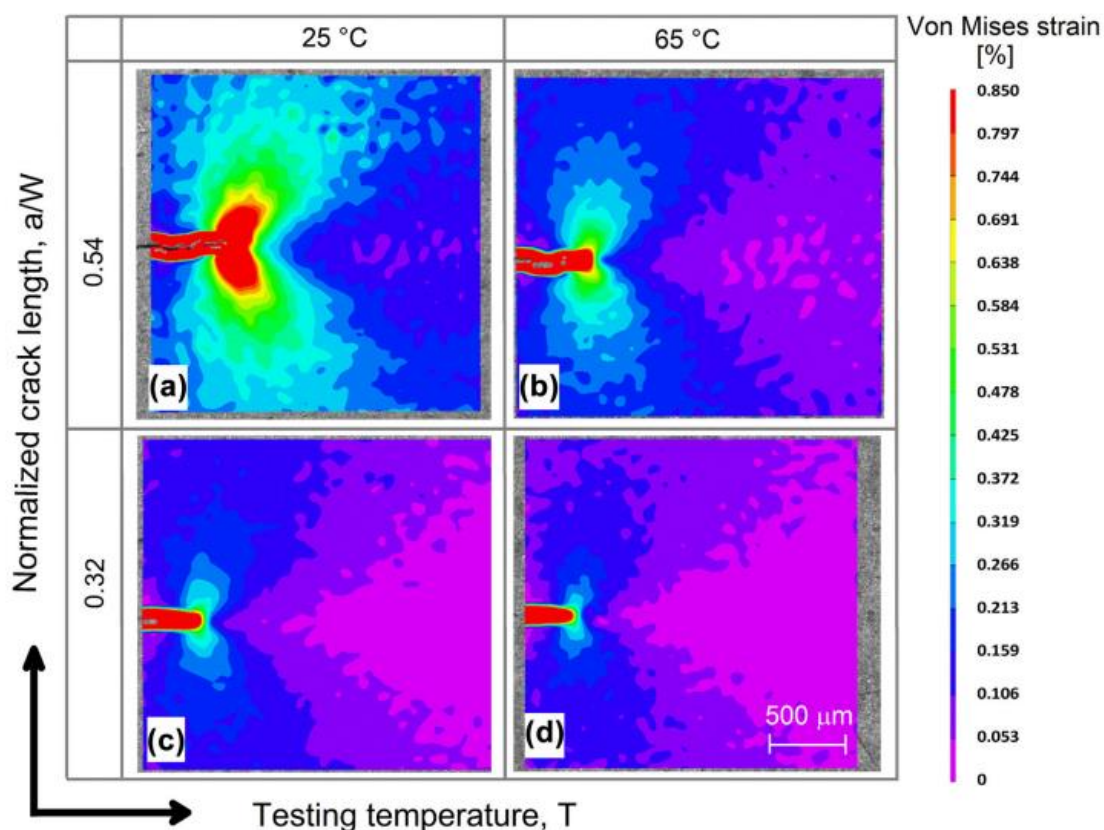 25 °C
65 °C
Von Mises strain
[%]
0.850
0.797
0.744
0.691
0.638
0.584
0.531
0.478
0.425
0.372
0.319
0.266
0.213
0.159
0.106
0.053
0
Normalized crack length, a/W
0.54
0.32
(a)
(b)
(c)
(d)
500 μm
Testing temperature, T